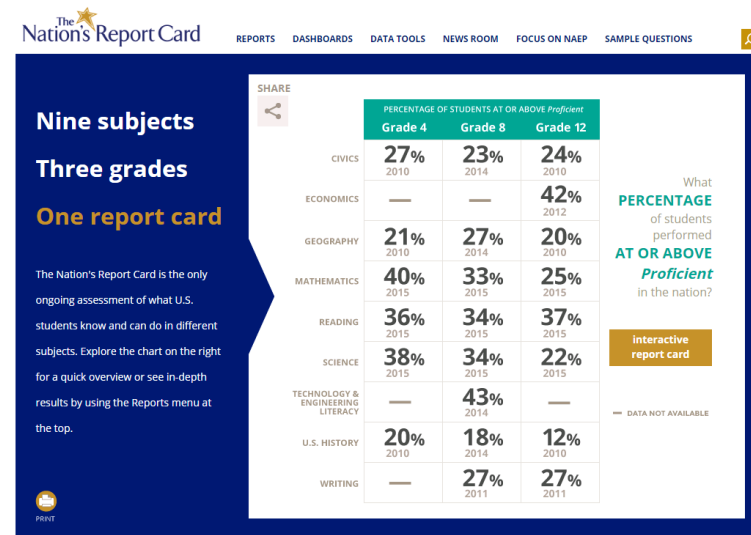 The
Nation's Report Card
REPORTS DASHBOARDS DATA TOOLS NEWS ROOM FOCUS ON NAEP SAMPLE QUESTIONS
Nine subjects
Three grades
One report card
The Nation's Report Card is the only
ongoing assessment of what U.S.
students know and can do in different
subjects. Explore the chart on the right
for a quick overview or see in-depth
results by using the Reports menu at
the top.
PRINT
SHARE
PERCENTAGE OF STUDENTS AT OR ABOVE Proficient
Grade 4 Grade 8 Grade 12
CIVICS 27% 23% 24%
2010 2014 2010
ECONOMICS — — 42%
2012
GEOGRAPHY 21% 27% 20%
2010 2014 2010
MATHEMATICS 40% 33% 25%
2015 2015 2015
READING 36% 34% 37%
2015 2015 2015
SCIENCE 38% 34% 22%
2015 2015 2015
TECHNOLOGY &
ENGINEERING
LITERACY — 43% —
2014
U.S. HISTORY 20% 18% 12%
2010 2014 2010
WRITING — 27% 27%
2011 2011
What
PERCENTAGE
of students
performed
AT OR ABOVE
Proficient
in the nation?
interactive
report card
— DATA NOT AVAILABLE